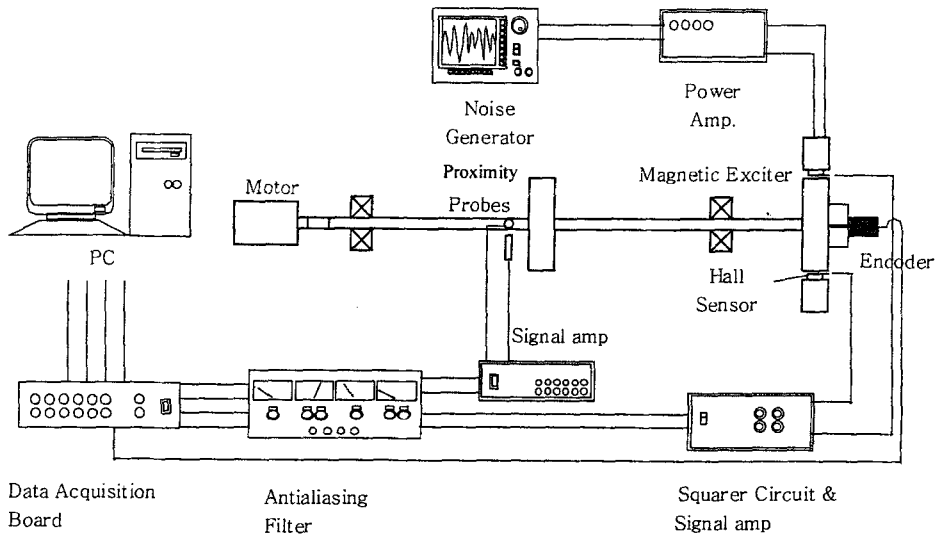 Noise
Generator
Power
Amp.
Proximity
Probes
Magnetic Exciter
Motor
PC
Encoder
Hall
Sensor
Signal amp
Data Acquisition
Board
Antialiasing
Filter
Squarer Circuit &
Signal amp